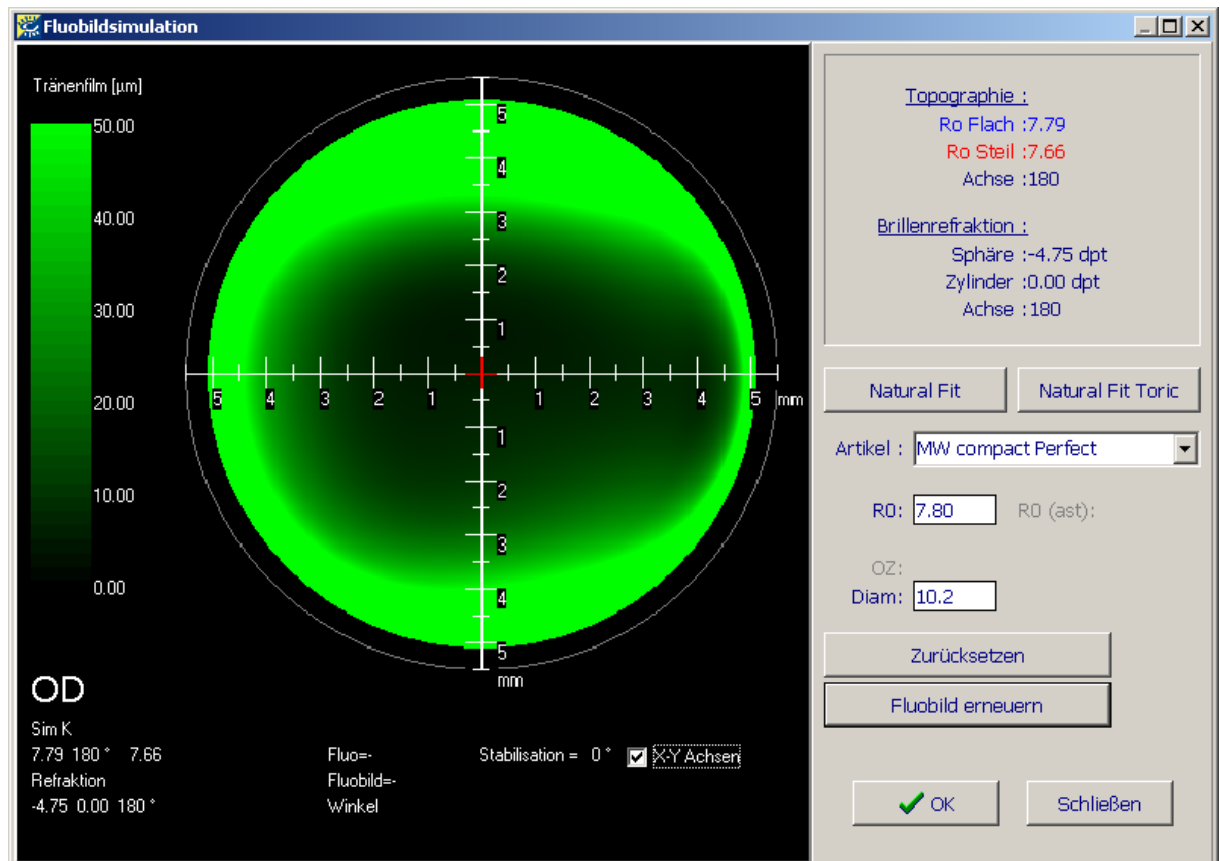 Fluobildsimulation
Tränenfilm [µm]
50.00
40.00
30.00
20.00
10.00
0.00
5
4
3
2
1
5 4 3 2 1 1 2 3 4 5 mm
1
2
3
4
5
mm
OD
Sim K
7.79 180 ° 7.66
Refraktion
-4.75 0.00 180 °
Fluo=-
Fluobild=-
Winkel
Stabilisation = 0 ° X-Y Achsen
Topographie :
Ro Flach :7.79
Ro Steil :7.66
Achse :180
Brillenrefraktion :
Sphäre :-4.75 dpt
Zylinder :0.00 dpt
Achse :180
Natural Fit Natural Fit Toric
Artikel : MW compact Perfect
R0: 7.80 R0 (ast):
OZ:
Diam: 10.2
Zurücksetzen
Fluobild erneuern
OK Schließen